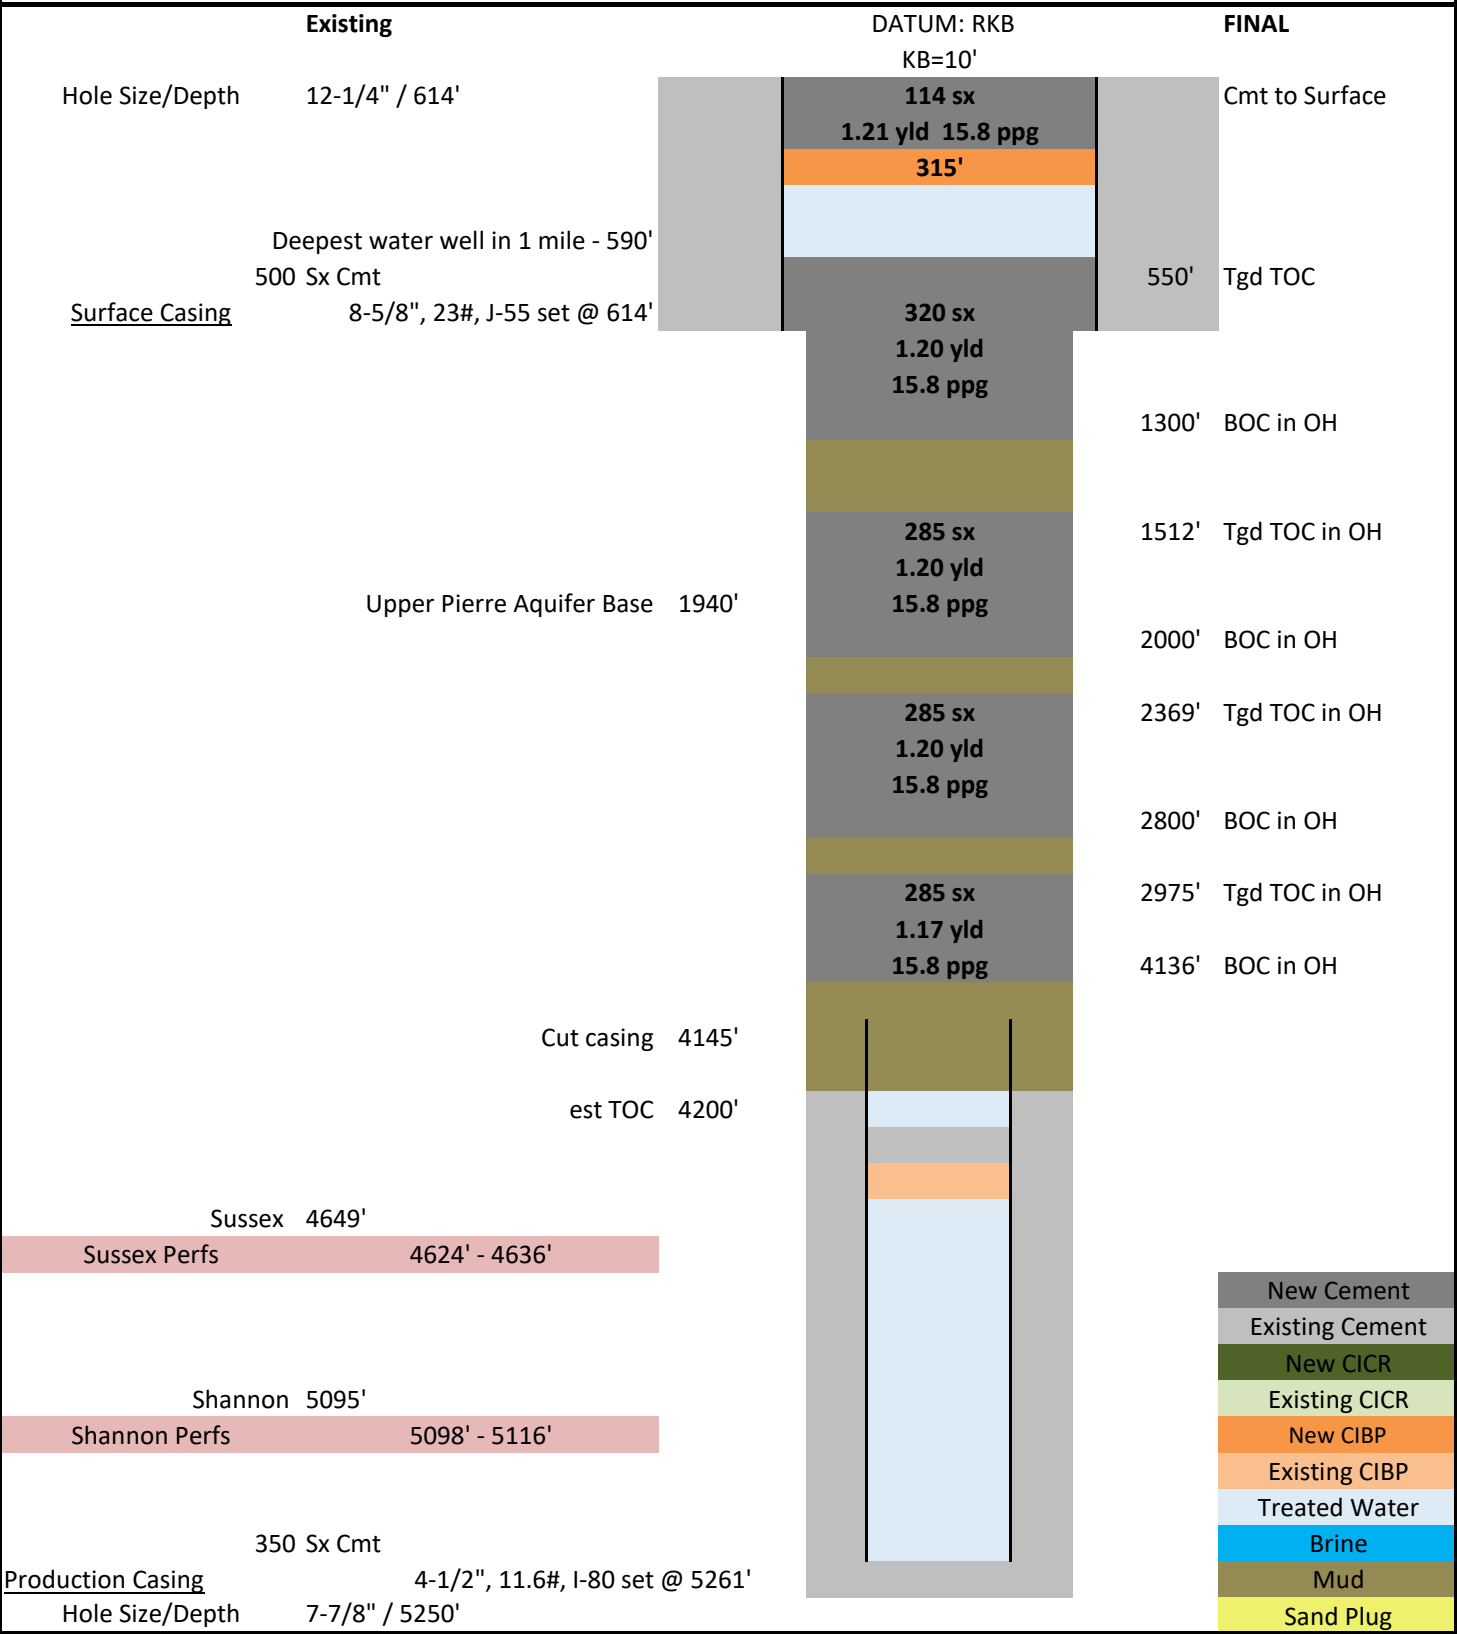 Existing DATUM: RKB FINAL
KB=10'
Hole Size/Depth 12-1/4" / 614' 114 sx Cmt to Surface
1.21 yld 15.8 ppg
315'
Deepest water well in 1 mile - 590'
500 Sx Cmt 550' Tgd TOC
Surface Casing 8-5/8", 23#, J-55 set @ 614' 320 sx
1.20 yld
15.8 ppg
1300' BOC in OH
285 sx 1512' Tgd TOC in OH
1.20 yld
Upper Pierre Aquifer Base 1940' 15.8 ppg
2000' BOC in OH
285 sx 2369' Tgd TOC in OH
1.20 yld
15.8 ppg
2800' BOC in OH
285 sx 2975' Tgd TOC in OH
1.17 yld
15.8 ppg 4136' BOC in OH
Cut casing 4145'
est TOC 4200'
Sussex 4649'
Sussex Perfs 4624' - 4636'
New Cement
Existing Cement
New CICR
Shannon 5095' Existing CICR
Shannon Perfs 5098' - 5116' New CIBP
Existing CIBP
Treated Water
350 Sx Cmt Brine
Production Casing 4-1/2", 11.6#, I-80 set @ 5261' Mud
Hole Size/Depth 7-7/8" / 5250' Sand Plug